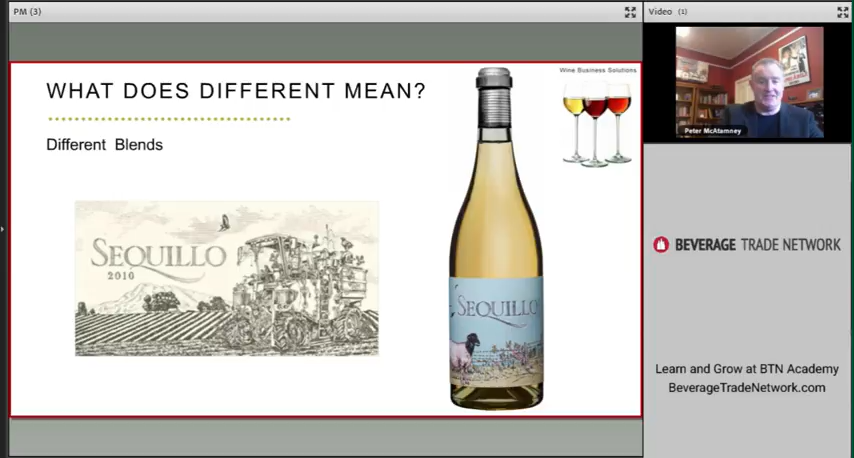 PM (3)
Video (1)
WHAT DOES DIFFERENT MEAN?
Different Blends
Wine Business Solutions
SEQUILLO
2010
SEQUILLO
Peter McAtamney
BEVERAGE TRADE NETWORK
Learn and Grow at BTN Academy
BeverageTradeNetwork.com